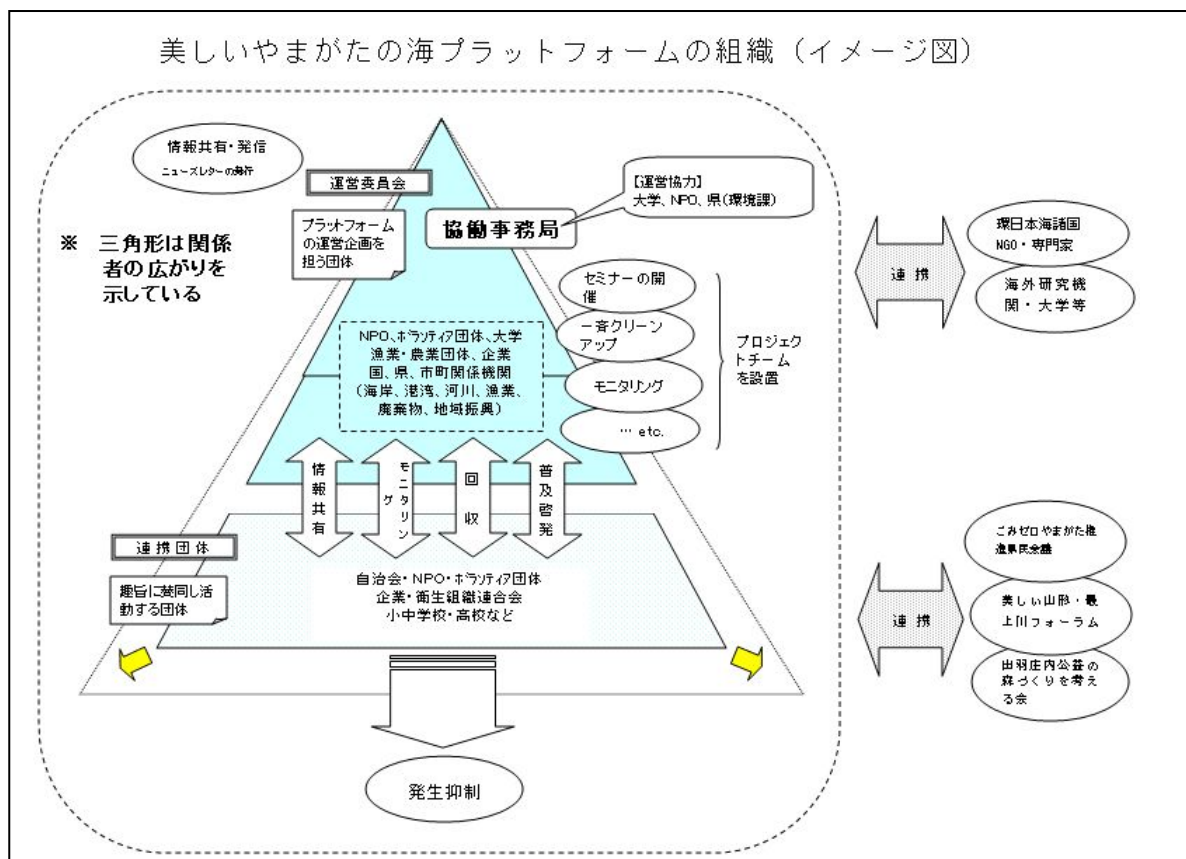 美しいやまがたの海プラットフォームの組織（イメージ図）
情報共有・発信
ニューズレターの発行
運営委員会
プラットフォーム
の運営企画を
担う団体
【運営協力】
大学、NPO、県（環境課）
協働事務局
※ 三角形は関係
者の広がりを
示している
セミナーの開
催
一斉クリーン
アップ
モニタリング
… etc.
プロジェク
トチーム
を設置
NPO、ボランティア団体、大学
漁業・農業団体、企業
国、県、市町関係機関
（海岸、港湾、河川、漁業、
廃棄物、地域振興）
情報共有
モニタリング
回収
普及啓発
連携団体
趣旨に賛同し活
動する団体
自治会・NPO・ボランティア団体
企業・衛生組織連合会
小中学校・高校など
発生抑制
連携
環日本海諸国
NGO・専門家
海外研究機
関・大学等
連携
ごみゼロやまがた推
進県民会議
美しい山形・最
上川フォーラム
出羽庄内公益の
森づくりを考え
る会